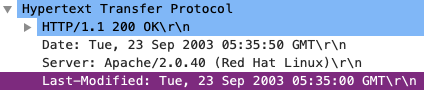 Hypertext Transfer Protocol
HTTP/1.1 200 OK\r\n
Date: Tue, 23 Sep 2003 05:35:50 GMT\r\n
Server: Apache/2.0.40 (Red Hat Linux)\r\n
Last-Modified: Tue, 23 Sep 2003 05:35:00 GMT\r\n